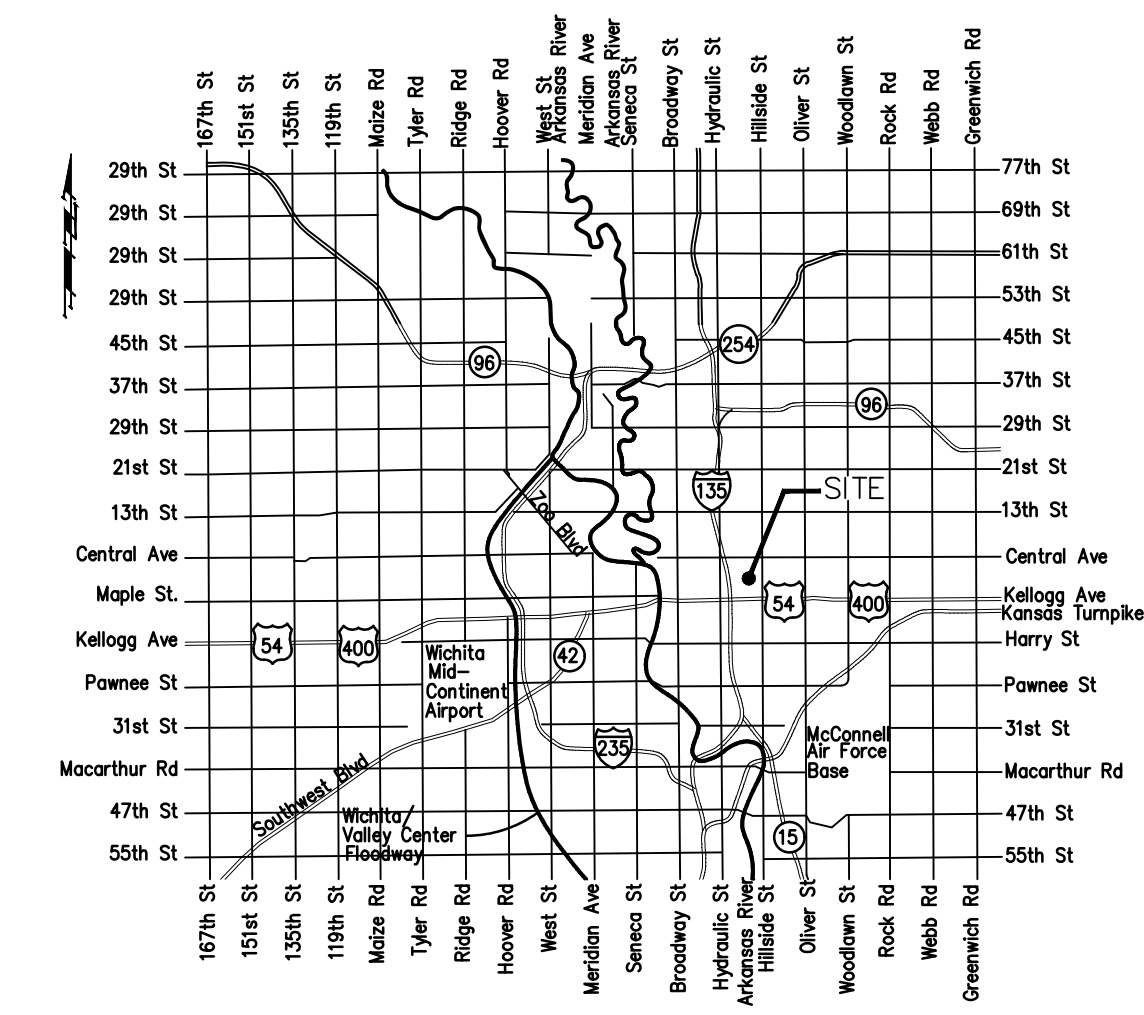 167th St
151st St
135th St
119th St
Maize Rd
Tyler Rd
Ridge Rd
Hoover Rd
West St
Arkansas River
Meridian Ave
Arkansas River
Seneca St
Broadway St
Hydraulic St
Hillside St
Oliver St
Woodlawn St
Rock Rd
Webb Rd
Greenwich Rd
29th St
29th St
29th St
29th St
45th St
37th St
29th St
21st St
13th St
Central Ave
Maple St.
Kellogg Ave
Pawnee St
31st St
Macarthur Rd
47th St
55th St
77th St
69th St
61th St
53th St
45th St
37th St
29th St
21st St
13th St
Central Ave
Kellogg Ave
Kansas Turnpike
Harry St
Pawnee St
31st St
Macarthur Rd
47th St
55th St
96
254
96
135
SITE
Zoo Blvd
54
400
54
400
42
Wichita
Mid-
Continent
Airport
235
McConnell
Air Force
Base
Southwest Blvd
Wichita/
Valley Center
Floodway
15
167th St
151st St
135th St
119th St
Maize Rd
Tyler Rd
Ridge Rd
Hoover Rd
West St
Meridian Ave
Seneca St
Broadway St
Hydraulic St
Arkansas River
Hillside St
Oliver St
Woodlawn St
Rock Rd
Webb Rd
Greenwich Rd